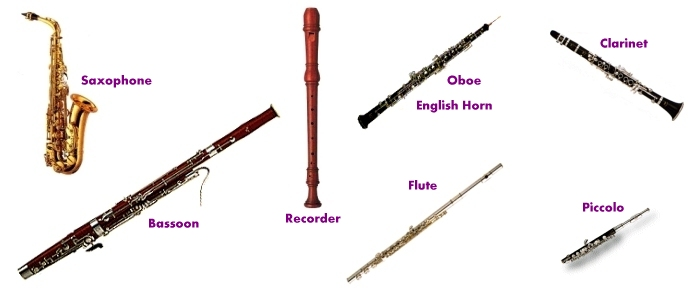 Saxophone
Bassoon
Recorder
Oboe
English Horn
Flute
Clarinet
Piccolo